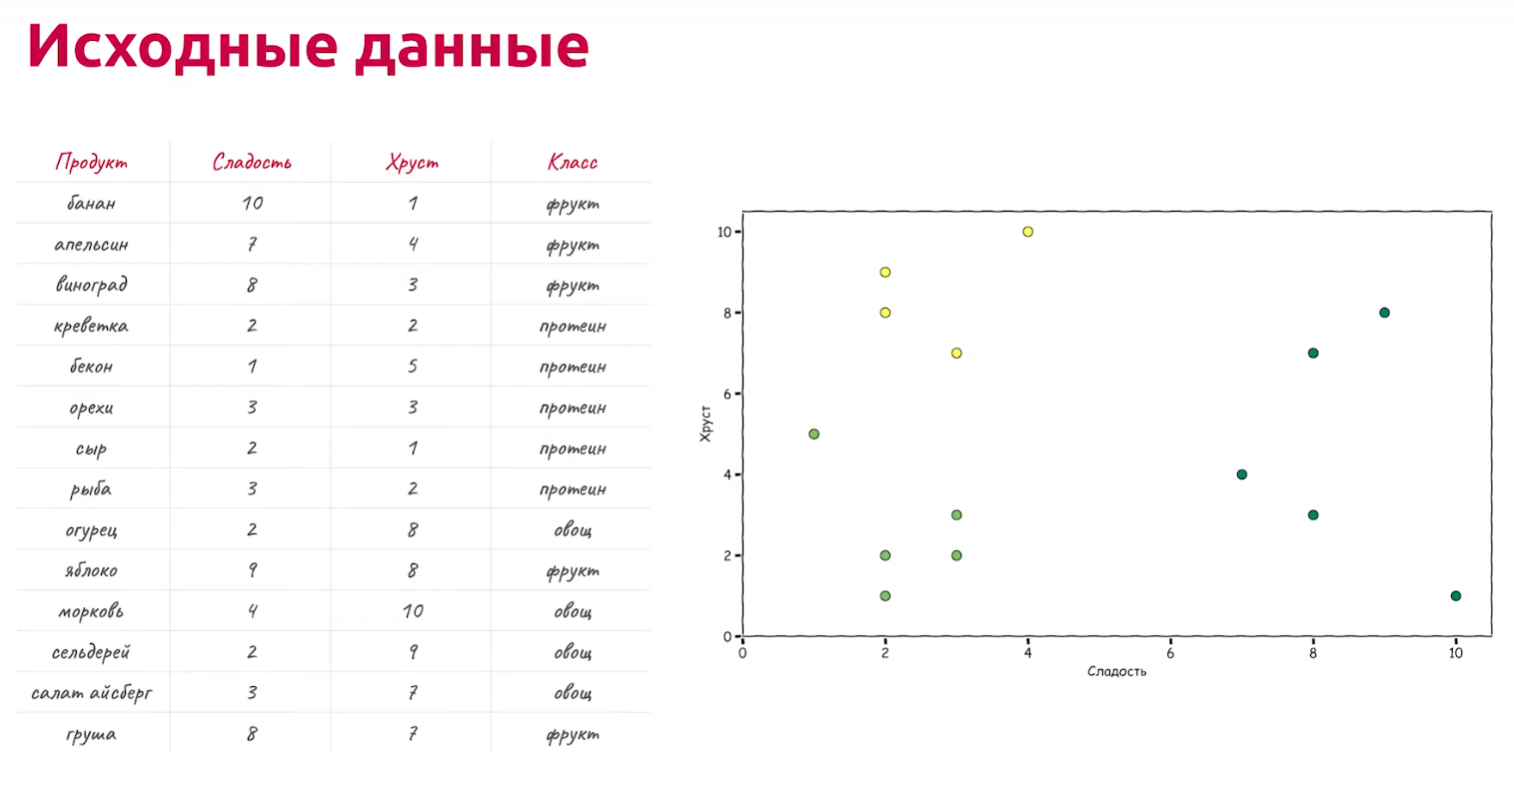 Исходные данные
Продукт Сладость Хруст Класс
банан 10 1 фрукт
апельсин 7 4 фрукт
виноград 8 3 фрукт
креветка 2 2 протеин
бекон 1 5 протеин
орехи 3 3 протеин
сыр 2 1 протеин
рыба 3 2 протеин
огурец 2 8 овощ
яблоко 9 8 фрукт
морковь 4 10 овощ
сельдерей 2 9 овощ
салат айсберг 3 7 овощ
груша 8 7 фрукт
10
8
6
4
2
0
Хруст
0 2 4 6 8 10
Сладость